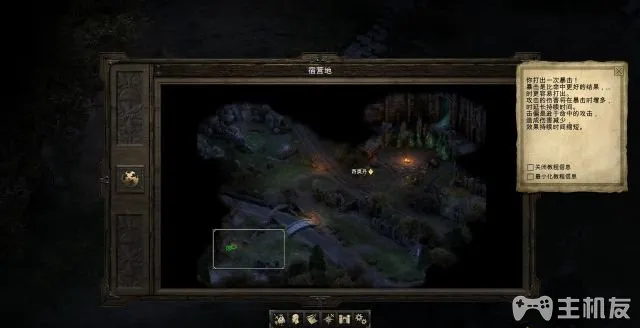 宿营地
你打出一次暴击！
暴击是比命中更好的结果，..
时更容易打出。
攻击的伤害将在暴击时增多，
时延长持续时间。
击偏是逊于命中的攻击，
造成伤害减少，
效果持续时间缩短。
关闭教程信息
最小化教程信息
西奥丹
主机友